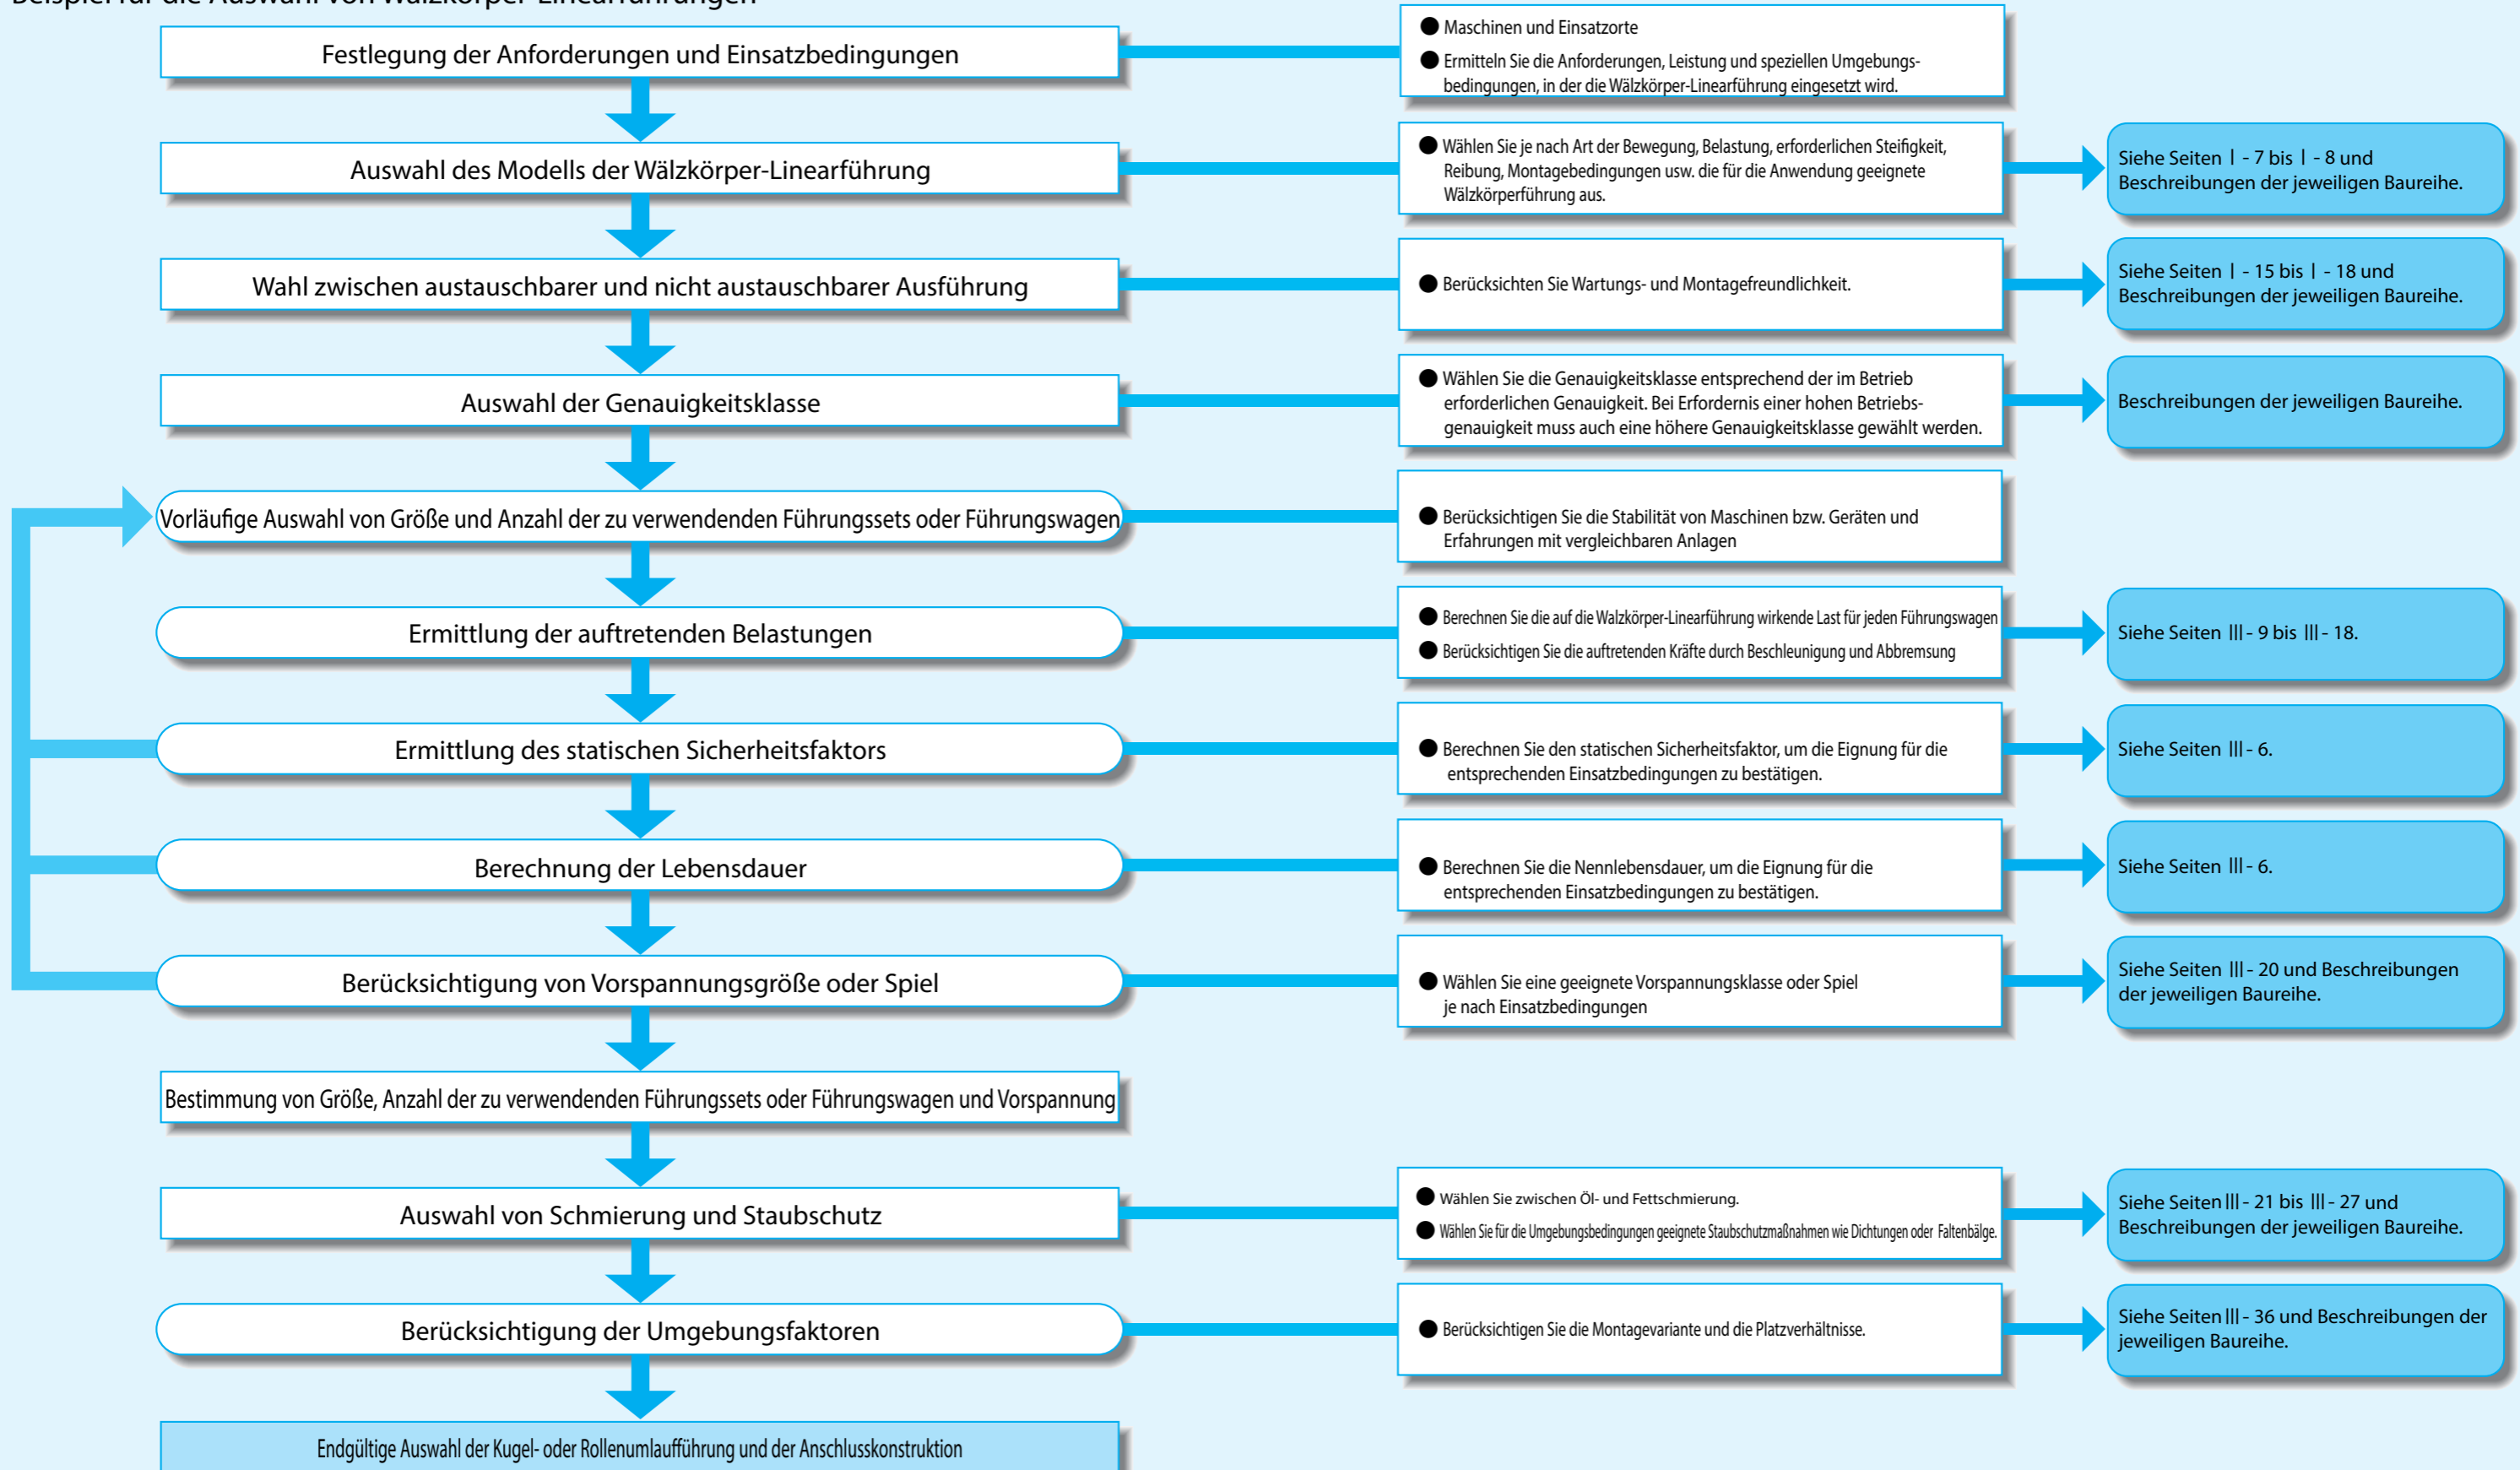 Beispiel für die Auswahl von Wälzkörper-Linearführungen
Festlegung der Anforderungen und Einsatzbedingungen
● Maschinen und Einsatzorte
● Ermitteln Sie die Anforderungen, Leistung und speziellen Umgebungs-
bedingungen, in der die Wälzkörper-Linearführung eingesetzt wird.
Auswahl des Modells der Wälzkörper-Linearführung
● Wählen Sie je nach Art der Bewegung, Belastung, erforderlichen Steifigkeit,
Reibung, Montagebedingungen usw. die für die Anwendung geeignete
Wälzkörperführung aus.
Siehe Seiten I - 7 bis I - 8 und
Beschreibungen der jeweiligen Baureihe.
Wahl zwischen austauschbarer und nicht austauschbarer Ausführung
● Berücksichten Sie Wartungs- und Montagefreundlichkeit.
Siehe Seiten I - 15 bis I - 18 und
Beschreibungen der jeweiligen Baureihe.
Auswahl der Genauigkeitsklasse
● Wählen Sie die Genauigkeitsklasse entsprechend der im Betrieb
erforderlichen Genauigkeit. Bei Erfordernis einer hohen Betriebs-
genauigkeit muss auch eine höhere Genauigkeitsklasse gewählt werden.
Beschreibungen der jeweiligen Baureihe.
Vorläufige Auswahl von Größe und Anzahl der zu verwendenden Führungssets oder Führungswagen
● Berücksichtigen Sie die Stabilität von Maschinen bzw. Geräten und
Erfahrungen mit vergleichbaren Anlagen
Ermittlung der auftretenden Belastungen
● Berechnen Sie die auf die Walzkörper-Linearführung wirkende Last für jeden Führungswagen
● Berücksichtigen Sie die auftretenden Kräfte durch Beschleunigung und Abbremsung
Siehe Seiten III - 9 bis III - 18.
Ermittlung des statischen Sicherheitsfaktors
● Berechnen Sie den statischen Sicherheitsfaktor, um die Eignung für die
entsprechenden Einsatzbedingungen zu bestätigen.
Siehe Seiten III - 6.
Berechnung der Lebensdauer
● Berechnen Sie die Nennlebensdauer, um die Eignung für die
entsprechenden Einsatzbedingungen zu bestätigen.
Siehe Seiten III - 6.
Berücksichtigung von Vorspannungsgröße oder Spiel
● Wählen Sie eine geeignete Vorspannungsklasse oder Spiel
je nach Einsatzbedingungen
Siehe Seiten III - 20 und Beschreibungen
der jeweiligen Baureihe.
Bestimmung von Größe, Anzahl der zu verwendenden Führungssets oder Führungswagen und Vorspannung
Auswahl von Schmierung und Staubschutz
● Wählen Sie zwischen Öl- und Fettschmierung.
● Wählen Sie für die Umgebungsbedingungen geeignete Staubschutzmaßnahmen wie Dichtungen oder Faltenbälge.
Siehe Seiten III - 21 bis III - 27 und
Beschreibungen der jeweiligen Baureihe.
Berücksichtigung der Umgebungsfaktoren
● Berücksichtigen Sie die Montagevariante und die Platzverhältnisse.
Siehe Seiten III - 36 und Beschreibungen der
jeweiligen Baureihe.
Endgültige Auswahl der Kugel- oder Rollenumlaufführung und der Anschlusskonstruktion